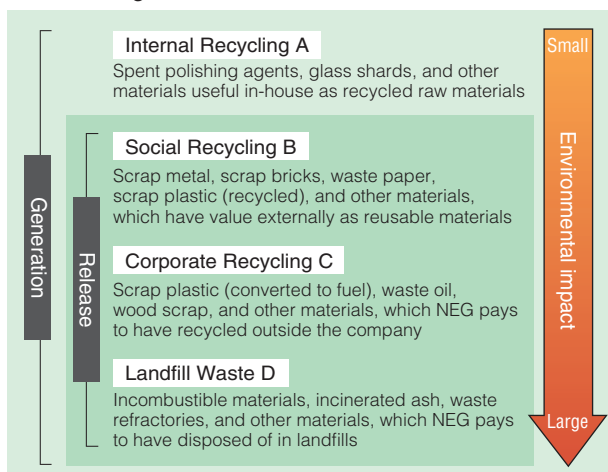 Internal Recycling A
Spent polishing agents, glass shards, and other
materials useful in-house as recycled raw materials
Social Recycling B
Scrap metal, scrap bricks, waste paper,
scrap plastic (recycled), and other materials,
which have value externally as reusable materials
Corporate Recycling C
Scrap plastic (converted to fuel), waste oil,
wood scrap, and other materials, which NEG pays
to have recycled outside the company
Landfill Waste D
Incombustible materials, incinerated ash, waste
refractories, and other materials, which NEG pays
to have disposed of in landfills
Generation
Release
Small
Environmental impact
Large